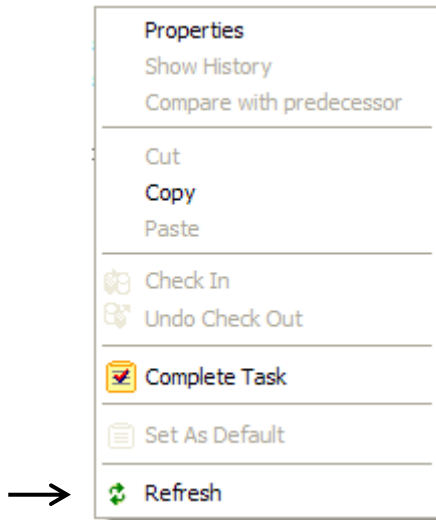 Properties
Show History
Compare with predecessor
Cut
Copy
Paste
Check In
Undo Check Out
Complete Task
Set As Default
Refresh